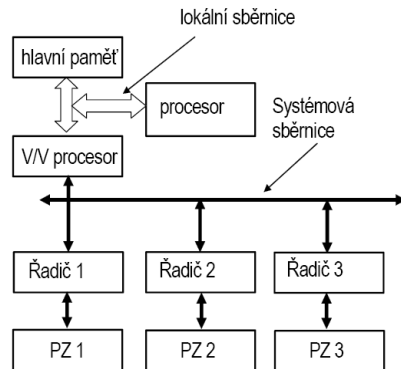 lokální sběrnice
hlavní paměť
procesor
Systémová
sběrnice
V/V procesor
Řadič 1
Řadič 2
Řadič 3
PZ 1
PZ 2
PZ 3